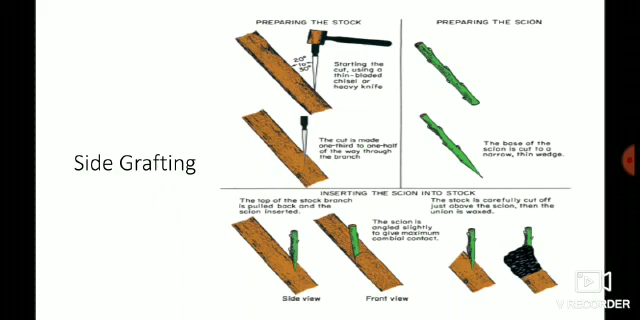 Side Grafting
PREPARING THE STOCK
20°
TO
30°
Starting the
cut, using a
thin-bladed
chisel or
heavy knife
The cut is made
one-third to one-half
of the way through
the branch
PREPARING THE SCION
The base of the
scion is cut to a
narrow, thin wedge.
INSERTING THE SCION INTO STOCK
The top of the stock branch
is pulled back and the
scion inserted.
The scion is
angled slightly
to give maximum
cambial contact.
Side view
Front view
The stock is carefully cut off
just above the scion, then the
union is waxed.
V RECORDER